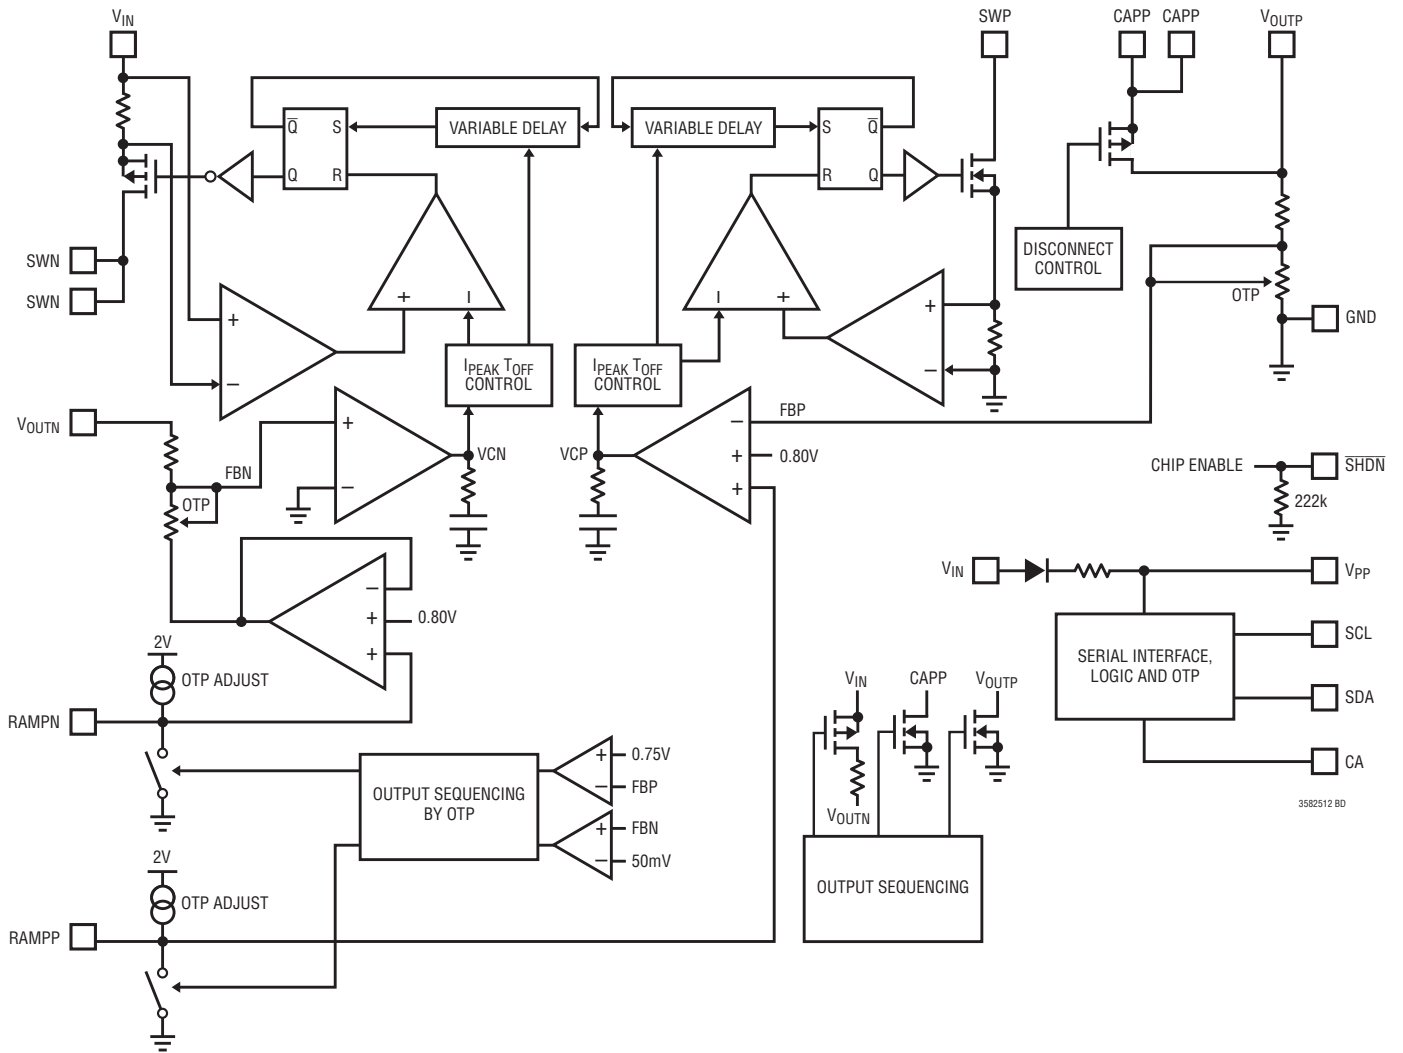 VIN
SWP
CAPP
CAPP
VOUTP
Q̅
S
VARIABLE DELAY
VARIABLE DELAY
S
Q̅
Q
R
R
Q
SWN
SWN
DISCONNECT
CONTROL
OTP
GND
+
–
+
–
–
+
+
–
IPEAK TOFF
CONTROL
IPEAK TOFF
CONTROL
VOUTN
FBN
OTP
+
–
VCN
VCP
–
+
+
FBP
0.80V
CHIP ENABLE
S̅H̅D̅N̅
222k
VIN
VPP
–
+
+
0.80V
2V
OTP ADJUST
RAMPN
SERIAL INTERFACE,
LOGIC AND OTP
SCL
SDA
CA
VIN
CAPP
VOUTP
VOUTN
OUTPUT SEQUENCING
OUTPUT SEQUENCING
BY OTP
+
–
0.75V
FBP
+
–
FBN
50mV
2V
OTP ADJUST
RAMPP
3582512 BD